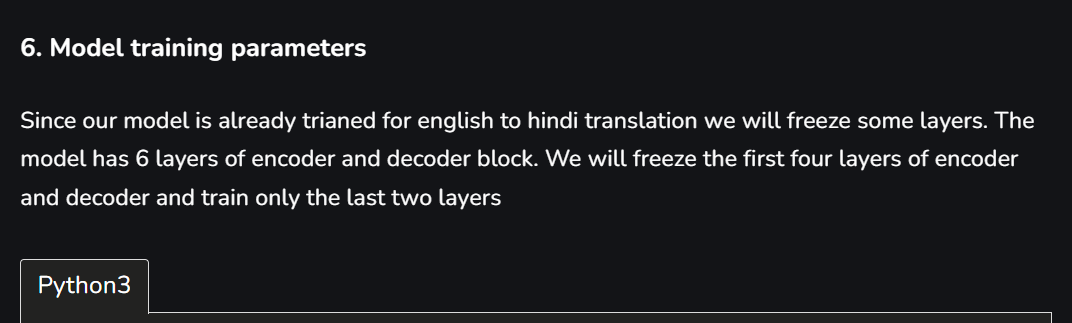 6. Model training parameters
Since our model is already trianed for english to hindi translation we will freeze some layers. The
model has 6 layers of encoder and decoder block. We will freeze the first four layers of encoder
and decoder and train only the last two layers
Python3